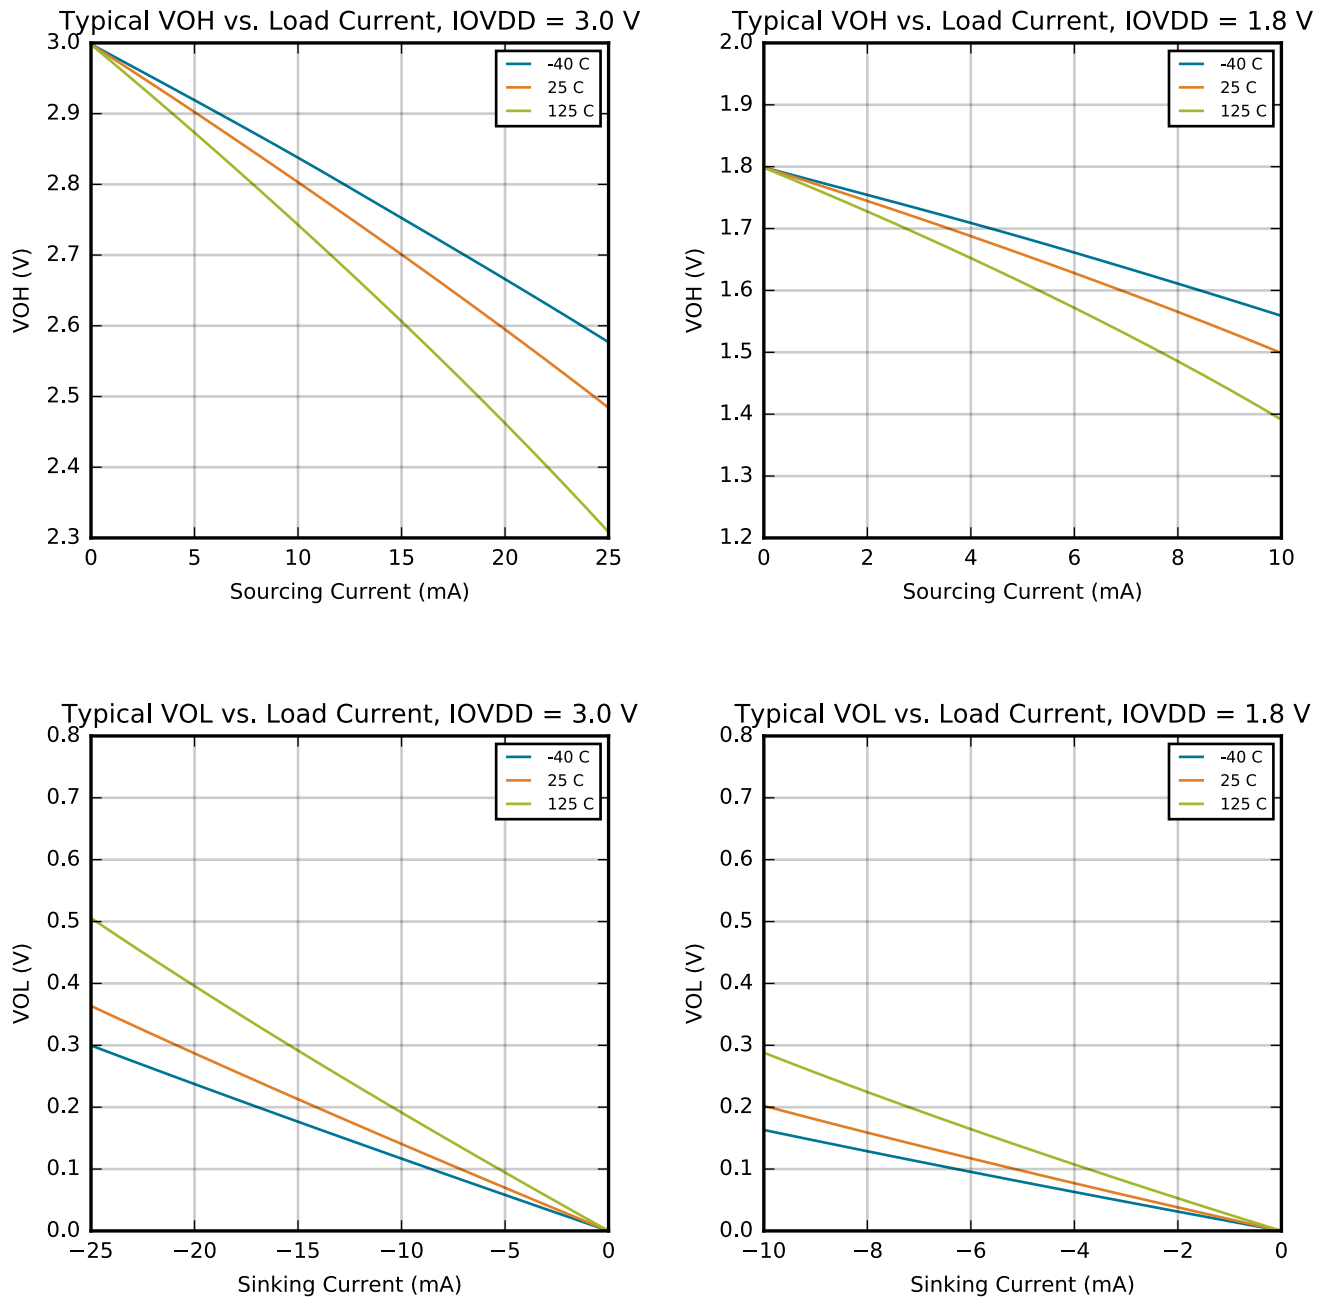 Typical VOH vs. Load Current, IOVDD = 3.0 V
3.0
2.9
2.8
2.7
2.6
2.5
2.4
2.3
VOH (V)
-40 C
25 C
125 C
0 5 10 15 20 25
Sourcing Current (mA)
Typical VOH vs. Load Current, IOVDD = 1.8 V
2.0
1.9
1.8
1.7
1.6
1.5
1.4
1.3
1.2
VOH (V)
-40 C
25 C
125 C
0 2 4 6 8 10
Sourcing Current (mA)
Typical VOL vs. Load Current, IOVDD = 3.0 V
0.8
0.7
0.6
0.5
0.4
0.3
0.2
0.1
0.0
VOL (V)
-40 C
25 C
125 C
−25 −20 −15 −10 −5 0
Sinking Current (mA)
Typical VOL vs. Load Current, IOVDD = 1.8 V
0.8
0.7
0.6
0.5
0.4
0.3
0.2
0.1
0.0
VOL (V)
-40 C
25 C
125 C
−10 −8 −6 −4 −2 0
Sinking Current (mA)